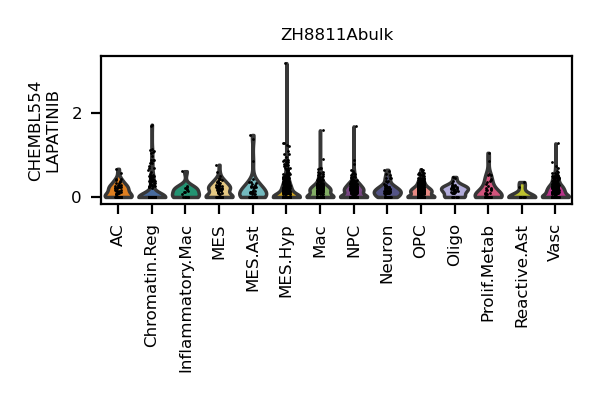 ZH8811Abulk
CHEMBL554
LAPATINIB
2
0
AC
Chromatin.Reg
Inflammatory.Mac
MES
MES.Ast
MES.Hyp
Mac
NPC
Neuron
OPC
Oligo
Prolif.Metab
Reactive.Ast
Vasc